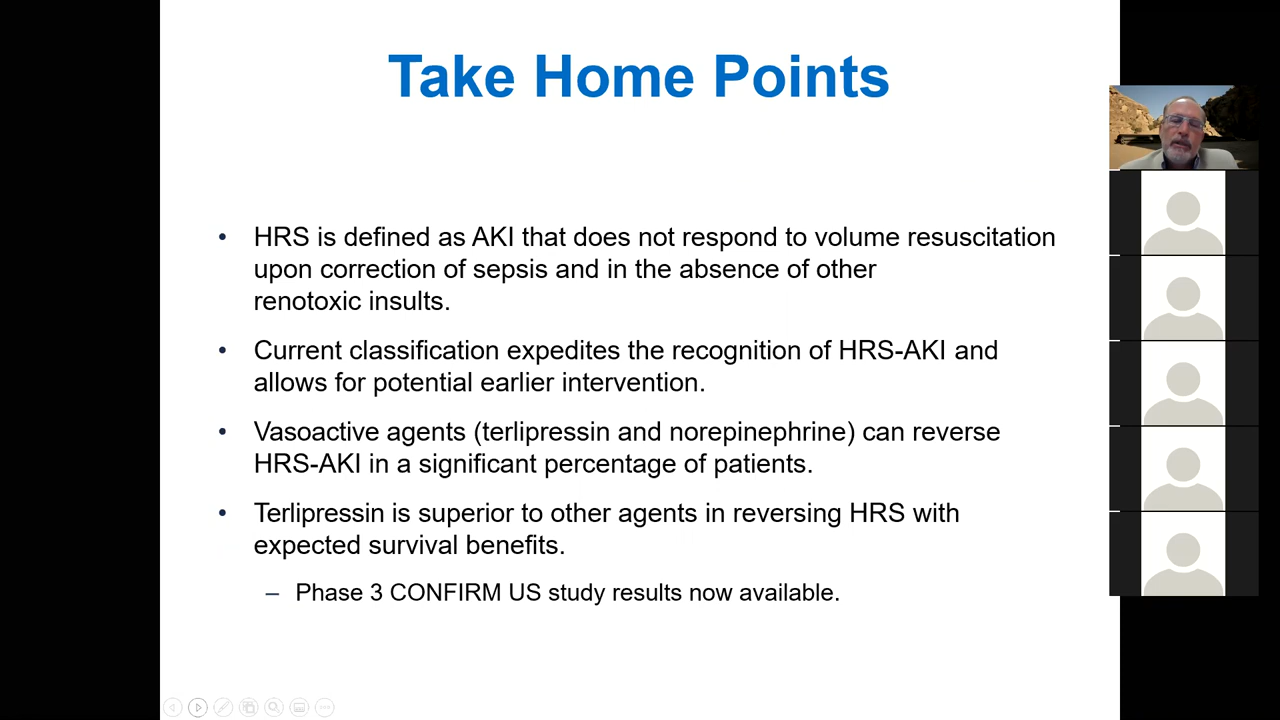 Take Home Points
• HRS is defined as AKI that does not respond to volume resuscitation
upon correction of sepsis and in the absence of other
renotoxic insults.
• Current classification expedites the recognition of HRS-AKI and
allows for potential earlier intervention.
• Vasoactive agents (terlipressin and norepinephrine) can reverse
HRS-AKI in a significant percentage of patients.
• Terlipressin is superior to other agents in reversing HRS with
expected survival benefits.
– Phase 3 CONFIRM US study results now available.